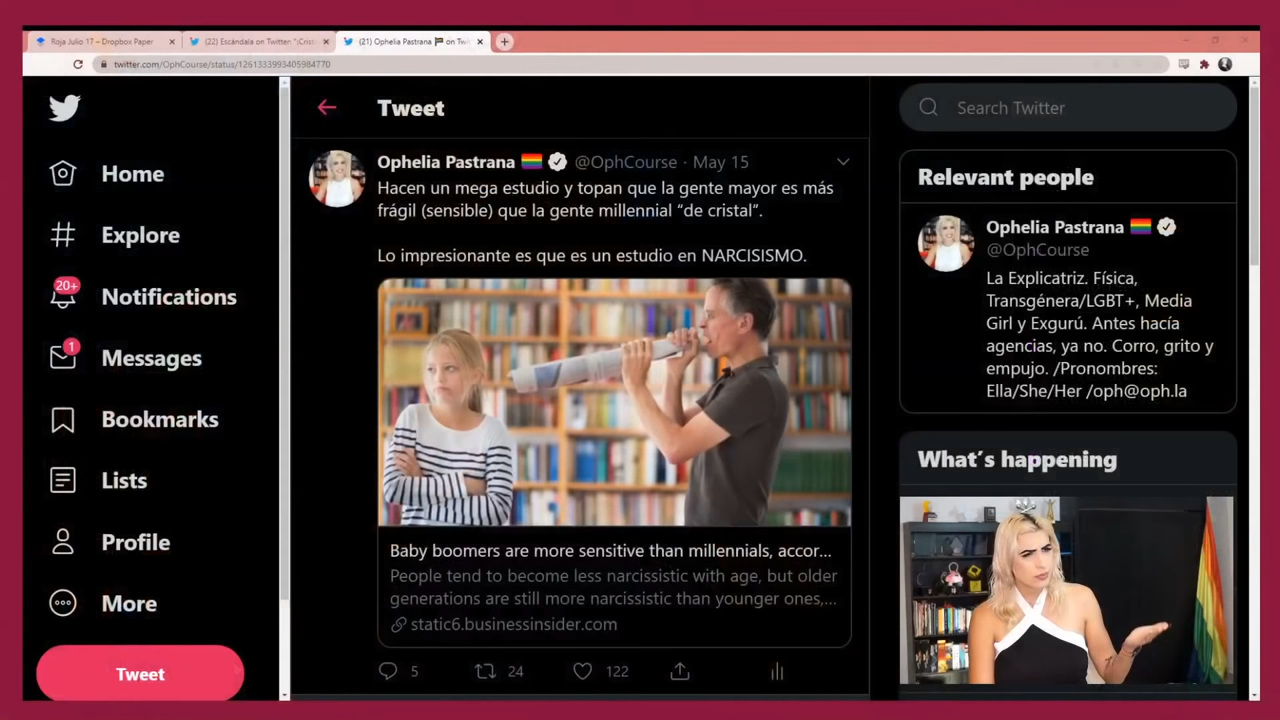 Roja Julio 17 – Dropbox Paper
(22) Escándala on Twitter: "¡Crist
(21) Ophelia Pastrana on Twi
twitter.com/OphCourse/status/1261333993405984770
Home
Explore
20+
Notifications
1
Messages
Bookmarks
Lists
Profile
More
Tweet
Tweet
Ophelia Pastrana @OphCourse · May 15
Hacen un mega estudio y topan que la gente mayor es más
frágil (sensible) que la gente millennial “de cristal”.
Lo impresionante es que es un estudio en NARCISISMO.
Baby boomers are more sensitive than millennials, accor...
People tend to become less narcissistic with age, but older
generations are still more narcissistic than younger ones,...
static6.businessinsider.com
5
24
122
Search Twitter
Relevant people
Ophelia Pastrana
@OphCourse
La Explicatriz. Física,
Transgénera/LGBT+, Media
Girl y Exgurú. Antes hacía
agencias, ya no. Corro, grito y
empujo. /Pronombres:
Ella/She/Her /oph@oph.la
What's happening